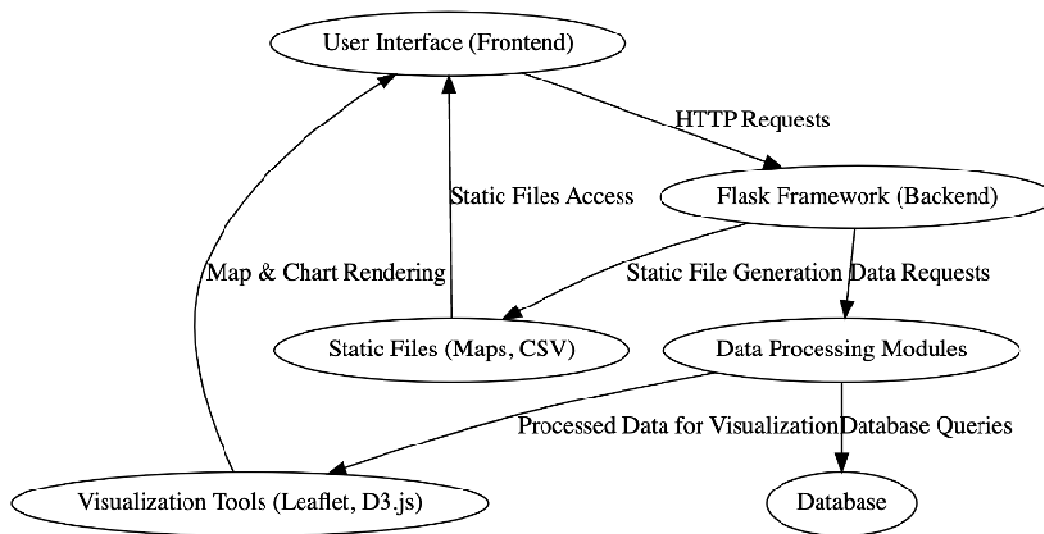 User Interface (Frontend)
HTTP Requests
Static Files Access
Flask Framework (Backend)
Map & Chart Rendering
Static File Generation
Data Requests
Static Files (Maps, CSV)
Data Processing Modules
Processed Data for Visualization
Database Queries
Visualization Tools (Leaflet, D3.js)
Database